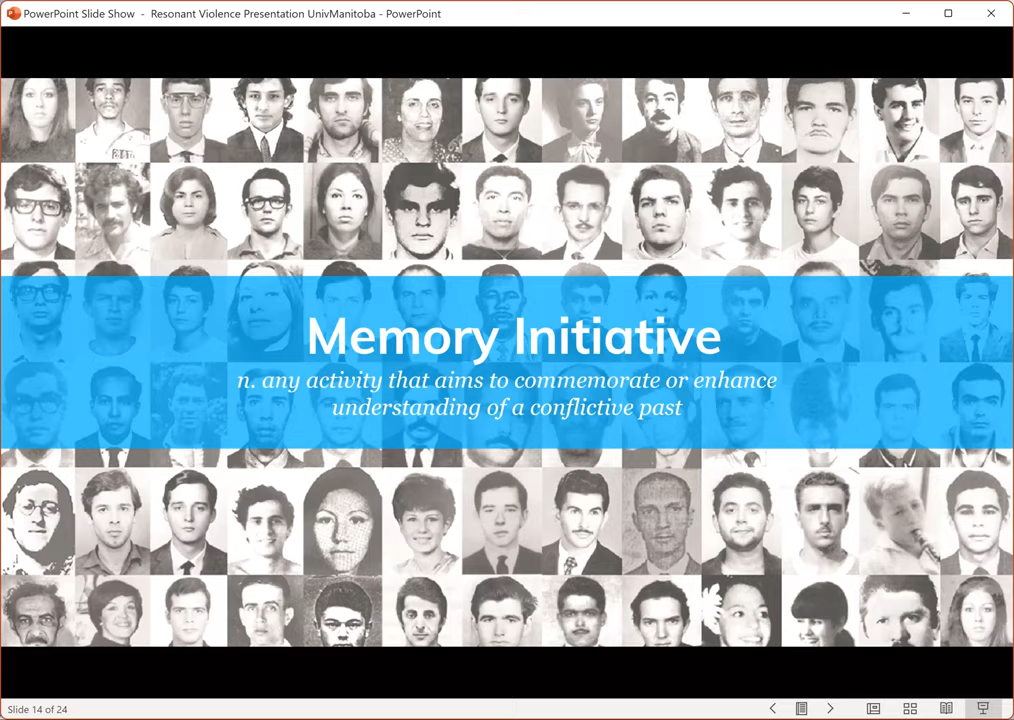 PowerPoint Slide Show - Resonant Violence Presentation UnivManitoba - PowerPoint
Memory Initiative
n. any activity that aims to commemorate or enhance
understanding of a conflictive past
Slide 14 of 24